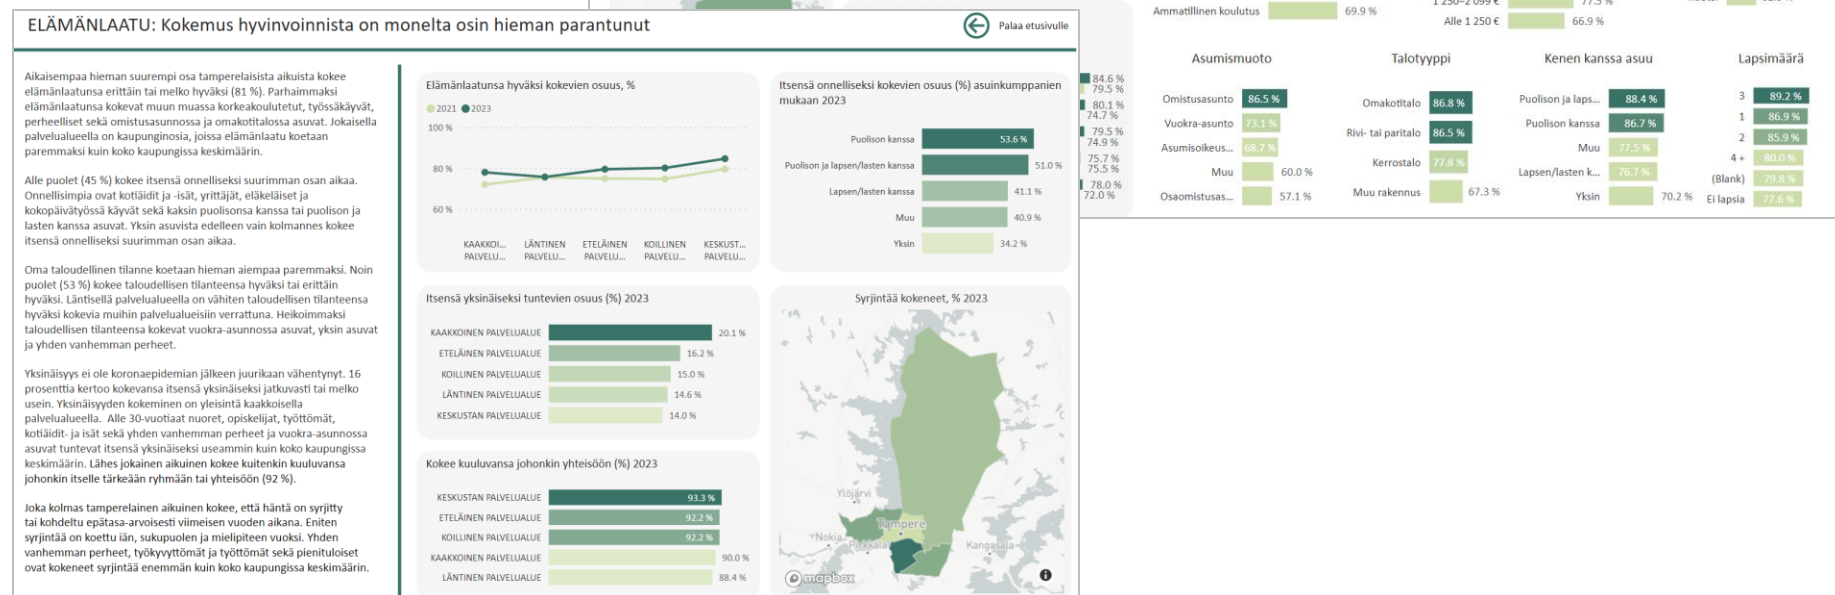 ELÄMÄNLAATU: Kokemus hyvinvoinnista on monelta osin hieman parantunut
Palaa etusivulle
Aikaisempaa hieman suurempi osa tamperelaisista aikuista kokee
elämänlaatunsa erittäin tai melko hyväksi (81 %). Parhaimmaksi
elämänlaatunsa kokevat muun muassa korkeakoulutetut, työssäkäyvät,
perheelliset sekä omistusasunnossa ja omakotitalossa asuvat. Jokaisella
palvelualueella on kaupunginosia, joissa elämänlaatu koetaan
paremmaksi kuin koko kaupungissa keskimäärin.
Alle puolet (45 %) kokee itsensä onnelliseksi suurimman osan aikaa.
Onnellisimpia ovat kotiäidit ja -isät, yrittäjät, eläkeläiset ja
kokopäivätyössä käyvät sekä kaksin puolisonsa kanssa tai puolison ja
lasten kanssa asuvat. Yksin asuvista edelleen vain kolmannes kokee
itsensä onnelliseksi suurimman osan aikaa.
Oma taloudellinen tilanne koetaan hieman aiempaa paremmaksi. Noin
puolet (53 %) kokee taloudellisen tilanteensa hyväksi tai erittäin
hyväksi. Läntisellä palvelualueella on vähiten taloudellisen tilanteensa
hyväksi kokevia muihin palvelualueisiin verrattuna. Heikoimmaksi
taloudellisen tilanteensa kokevat vuokra-asunnossa asuvat, yksin asuvat
ja yhden vanhemman perheet.
Yksinäisyys ei ole koronaepidemian jälkeen juurikaan vähentynyt. 16
prosenttia kertoo kokevansa itsensä yksinäiseksi jatkuvasti tai melko
usein. Yksinäisyyden kokeminen on yleisintä kaakkoisella
palvelualueella. Alle 30-vuotiaat nuoret, opiskelijat, työttömät,
kotiäidit- ja isät sekä yhden vanhemman perheet ja vuokra-asunnossa
asuvat tuntevat itsensä yksinäiseksi useammin kuin koko kaupungissa
keskimäärin. Lähes jokainen aikuinen kokee kuitenkin kuuluvansa
johonkin itselle tärkeään ryhmään tai yhteisöön (92 %).
Joka kolmas tamperelainen aikuinen kokee, että häntä on syrjitty
tai kohdeltu epätasa-arvoisesti viimeisen vuoden aikana. Eniten
syrjintää on koettu iän, sukupuolen ja mielipiteen vuoksi. Yhden
vanhemman perheet, työkyvyttömät ja työttömät sekä pienituloiset
ovat kokeneet syrjintää enemmän kuin koko kaupungissa keskimäärin.
Elämänlaatunsa hyväksi kokevien osuus, %
2021 2023
100 %
80 %
60 %
KAAKKOI... LÄNTINEN ETELÄINEN KOILLINEN KESKUST...
PALVELU... PALVELU... PALVELU... PALVELU... PALVELU...
Itsensä onnelliseksi kokevien osuus (%) asuinkumppanien
mukaan 2023
Puolison kanssa 53.6 %
Puolison ja lapsen/lasten kanssa 51.0 %
Lapsen/lasten kanssa 41.1 %
Muu 40.9 %
Yksin 34.2 %
Itsensä yksinäiseksi tuntevien osuus (%) 2023
KAAKKOINEN PALVELUALUE 20.1 %
ETELÄINEN PALVELUALUE 16.2 %
KOILLINEN PALVELUALUE 15.0 %
LÄNTINEN PALVELUALUE 14.6 %
KESKUSTAN PALVELUALUE 14.0 %
Kokee kuuluvansa johonkin yhteisöön (%) 2023
KESKUSTAN PALVELUALUE 93.3 %
ETELÄINEN PALVELUALUE 92.2 %
KOILLINEN PALVELUALUE 92.2 %
KAAKKOINEN PALVELUALUE 90.0 %
LÄNTINEN PALVELUALUE 88.4 %
Syrjintää kokeneet, % 2023
Ylöjärvi
Tampere
Nokia
Pirkkala
Kangasala
mapbox
84.6 %
79.5 %
80.1 %
74.7 %
79.5 %
74.9 %
75.7 %
75.5 %
78.0 %
72.0 %
Ammatillinen koulutus 69.9 %
Alle 1 250 € 66.9 %
Asumismuoto
Omistusasunto 86.5 %
Vuokra-asunto 73.1 %
Asumisoikeus... 68.7 %
Muu 60.0 %
Osaomistusas... 57.1 %
Talotyyppi
Omakotitalo 86.8 %
Rivi- tai paritalo 86.5 %
Kerrostalo 77.8 %
Muu rakennus 67.3 %
Kenen kanssa asuu
Puolison ja laps... 88.4 %
Puolison kanssa 86.7 %
Muu 77.5 %
Lapsen/lasten k... 76.7 %
Yksin 70.2 %
Lapsimäärä
3 89.2 %
1 86.9 %
2 85.9 %
4 + 80.0 %
(Blank) 79.8 %
Ei lapsia 77.6 %